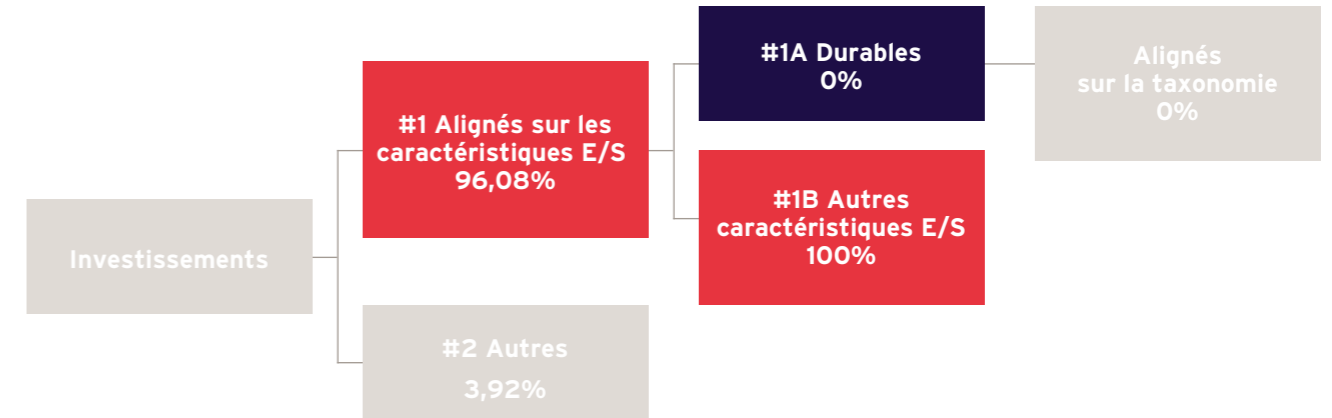 Investissements
#1 Alignés sur les
caractéristiques E/S
96,08%
#2 Autres
3,92%
#1A Durables
0%
#1B Autres
caractéristiques E/S
100%
Alignés
sur la taxonomie
0%